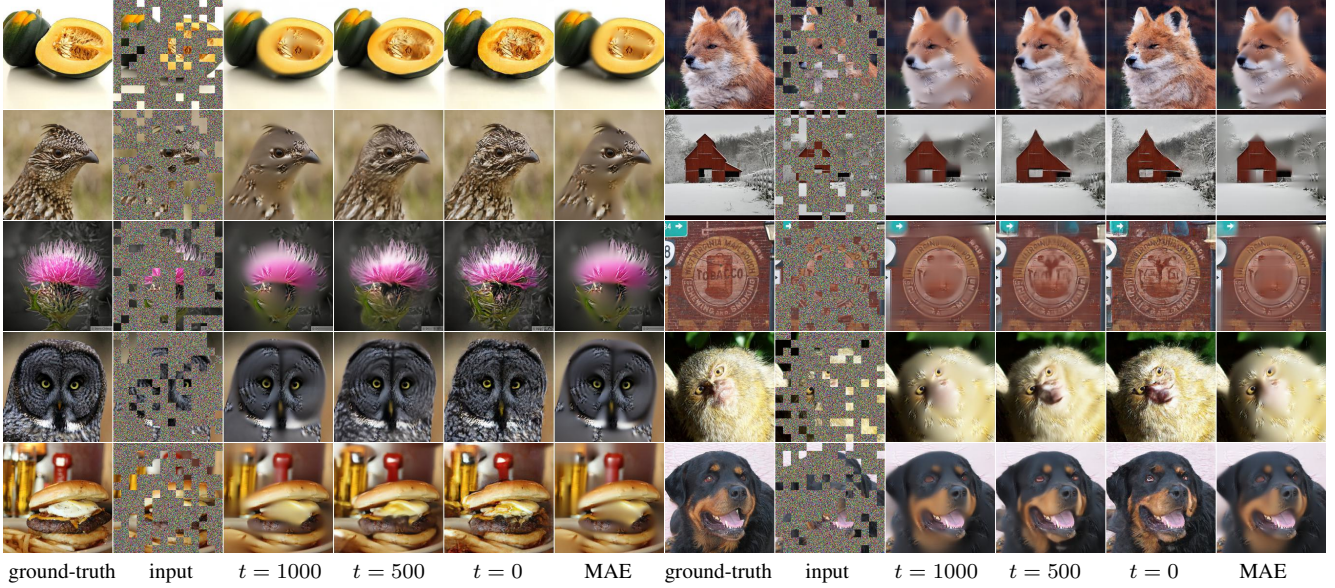 TOBACCO
ground-truth input t = 1000 t = 500 t = 0 MAE ground-truth input t = 1000 t = 500 t = 0 MAE